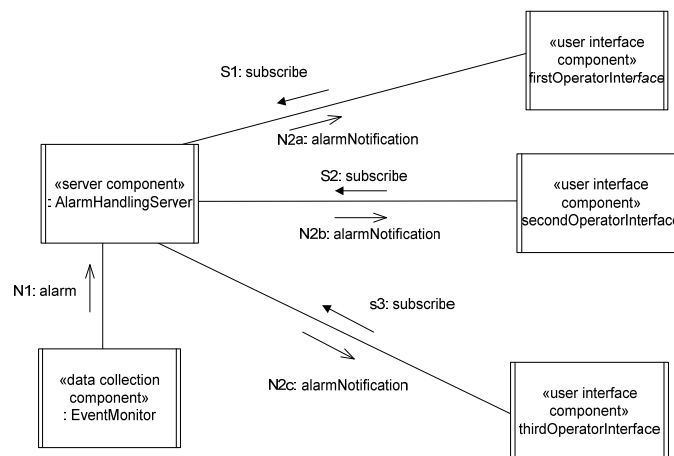 «user interface
component»
firstOperatorInterface
S1: subscribe
N2a: alarmNotification
«server component»
: AlarmHandlingServer
S2: subscribe
N2b: alarmNotification
«user interface
component»
secondOperatorInterface
N1: alarm
s3: subscribe
N2c: alarmNotification
«data collection
component»
: EventMonitor
«user interface
component»
thirdOperatorInterface